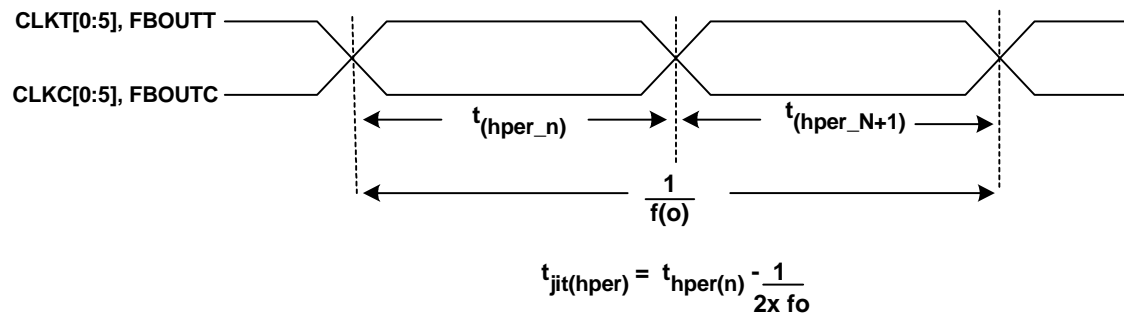 CLKT[0:5], FBOUTT
CLKC[0:5], FBOUTC
t(hper_n)
t(hper_N+1)
1
f(o)
tjit(hper) = thper(n) - 1
2x fo